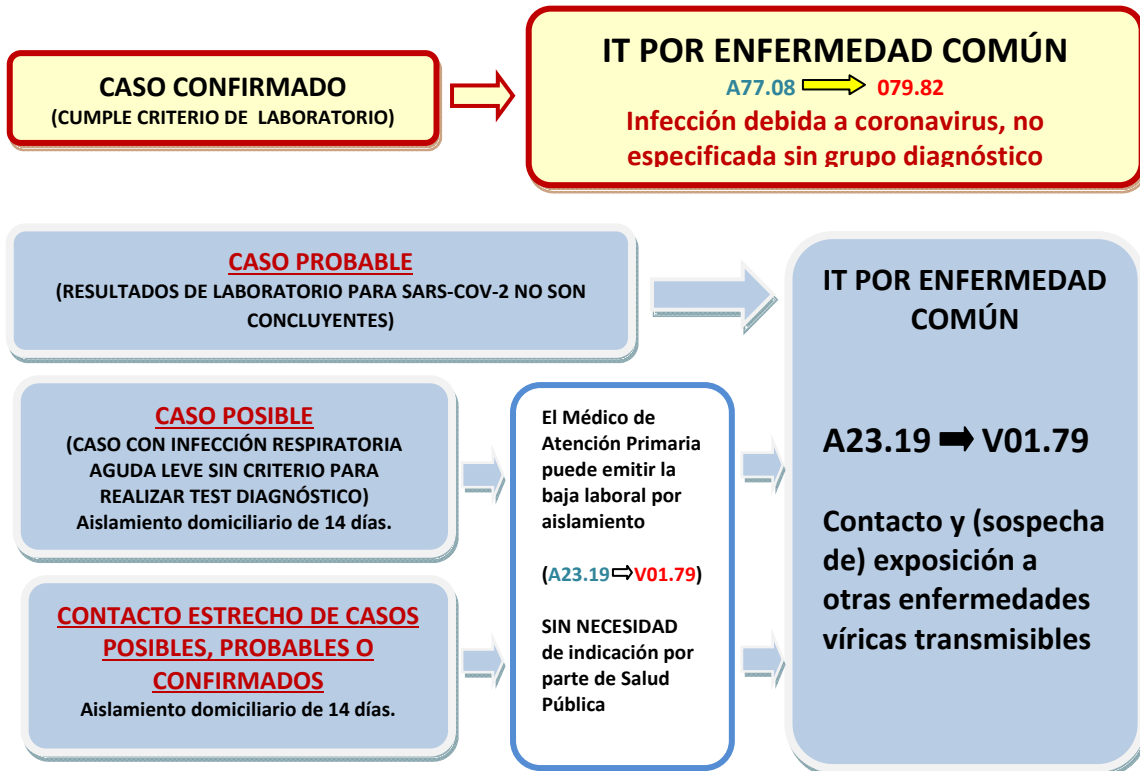 CASO CONFIRMADO
(CUMPLE CRITERIO DE LABORATORIO)
IT POR ENFERMEDAD COMÚN
A77.08 079.82
Infección debida a coronavirus, no
especificada sin grupo diagnóstico
CASO PROBABLE
(RESULTADOS DE LABORATORIO PARA SARS-COV-2 NO SON
CONCLUYENTES)
CASO POSIBLE
(CASO CON INFECCIÓN RESPIRATORIA
AGUDA LEVE SIN CRITERIO PARA
REALIZAR TEST DIAGNÓSTICO)
Aislamiento domiciliario de 14 días.
CONTACTO ESTRECHO DE CASOS
POSIBLES, PROBABLES O
CONFIRMADOS
Aislamiento domiciliario de 14 días.
El Médico de
Atención Primaria
puede emitir la
baja laboral por
aislamiento
(A23.19⇨V01.79)
SIN NECESIDAD
de indicación por
parte de Salud
Pública
IT POR ENFERMEDAD
COMÚN
A23.19 ➡ V01.79
Contacto y (sospecha
de) exposición a
otras enfermedades
víricas transmisibles